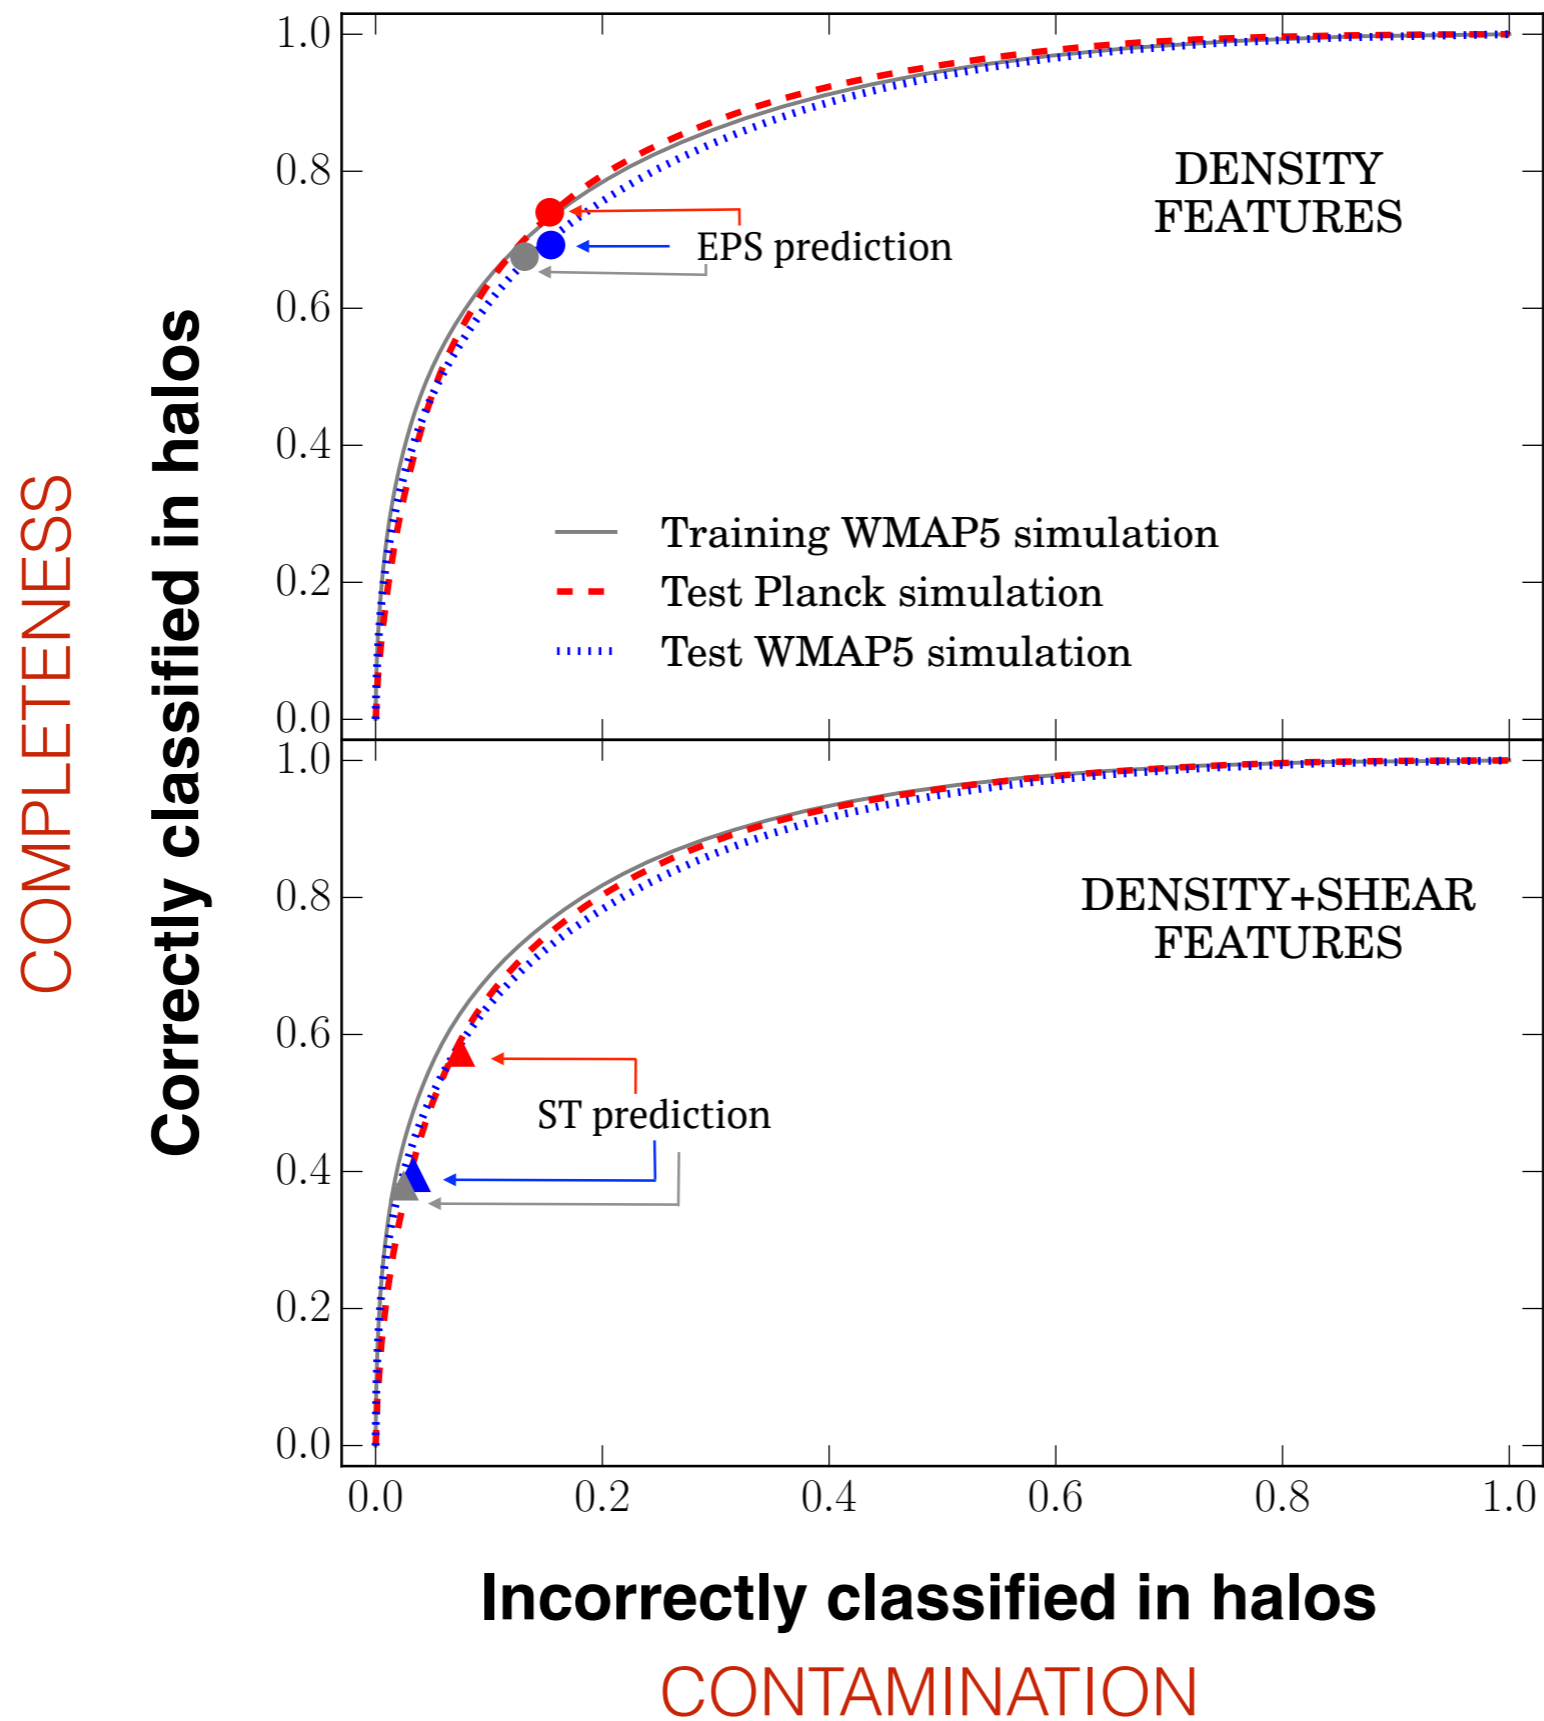 COMPLETENESS
Correctly classified in halos
1.0
0.8
0.6
0.4
0.2
0.0
DENSITY
FEATURES
EPS prediction
Training WMAP5 simulation
Test Planck simulation
Test WMAP5 simulation
1.0
0.8
0.6
0.4
0.2
0.0
DENSITY+SHEAR
FEATURES
ST prediction
0.0 0.2 0.4 0.6 0.8 1.0
Incorrectly classified in halos
CONTAMINATION